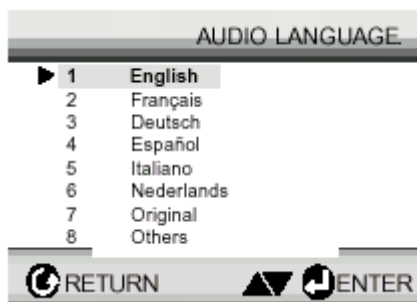 AUDIO LANGUAGE
1 English
2 Français
3 Deutsch
4 Español
5 Italiano
6 Nederlands
7 Original
8 Others
RETURN ENTER